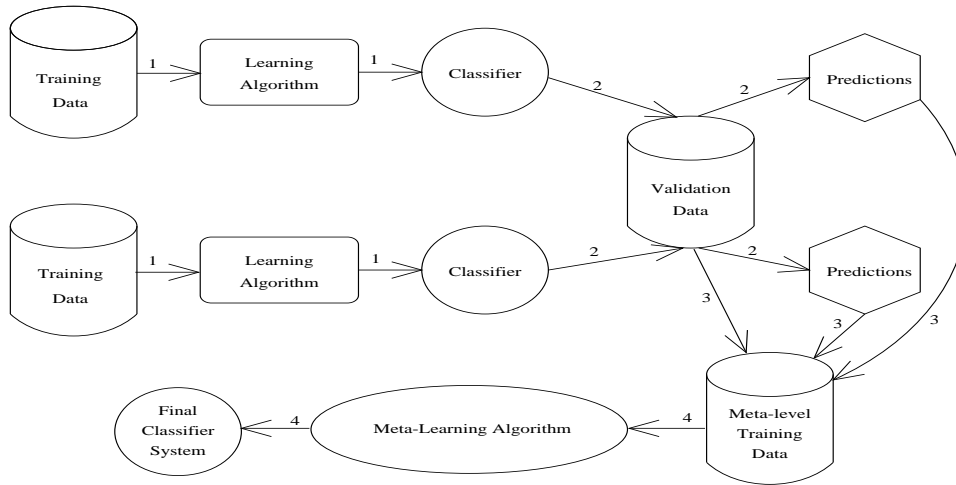 1
Training
Data
Learning
Algorithm
1
Classifier
2
2
Predictions
Validation
Data
1
Training
Data
Learning
Algorithm
1
Classifier
2
2
Predictions
3
3
3
Meta-level
Training
Data
4
Meta-Learning Algorithm
4
Final
Classifier
System